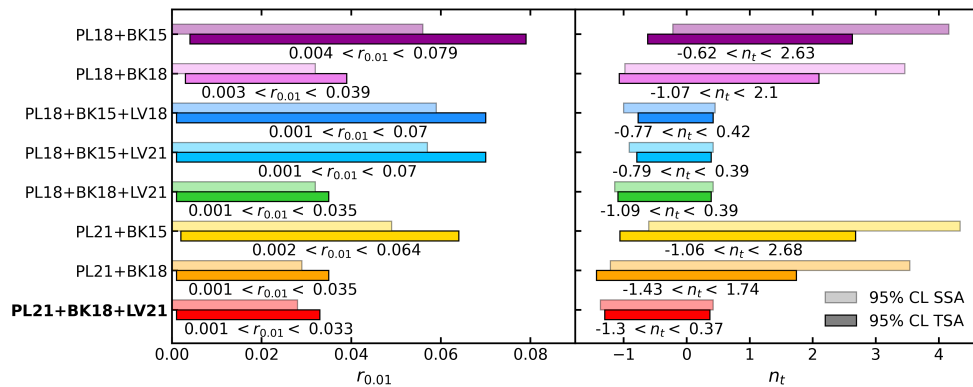 PL18+BK15
0.004 < r₀.₀₁ < 0.079
-0.62 < nₜ < 2.63
PL18+BK18
0.003 < r₀.₀₁ < 0.039
-1.07 < nₜ < 2.1
PL18+BK15+LV18
0.001 < r₀.₀₁ < 0.07
-0.77 < nₜ < 0.42
PL18+BK15+LV21
0.001 < r₀.₀₁ < 0.07
-0.79 < nₜ < 0.39
PL18+BK18+LV21
0.001 < r₀.₀₁ < 0.035
-1.09 < nₜ < 0.39
PL21+BK15
0.002 < r₀.₀₁ < 0.064
-1.06 < nₜ < 2.68
PL21+BK18
0.001 < r₀.₀₁ < 0.035
-1.43 < nₜ < 1.74
PL21+BK18+LV21
0.001 < r₀.₀₁ < 0.033
-1.3 < nₜ < 0.37
95% CL SSA
95% CL TSA
0.00 0.02 0.04 0.06 0.08
−1 0 1 2 3 4
r₀.₀₁
nₜ